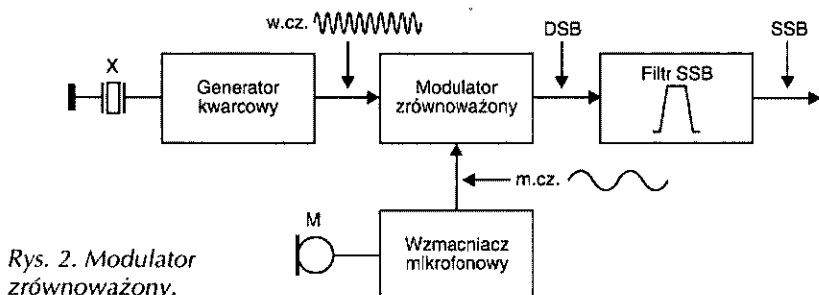 w.cz.
DSB
SSB
X
Generator
kwarcowy
Modulator
zrównoważony
Filtr SSB
m.cz.
M
Wzmacniacz
mikrofonowy
Rys. 2. Modulator
zrównoważony.